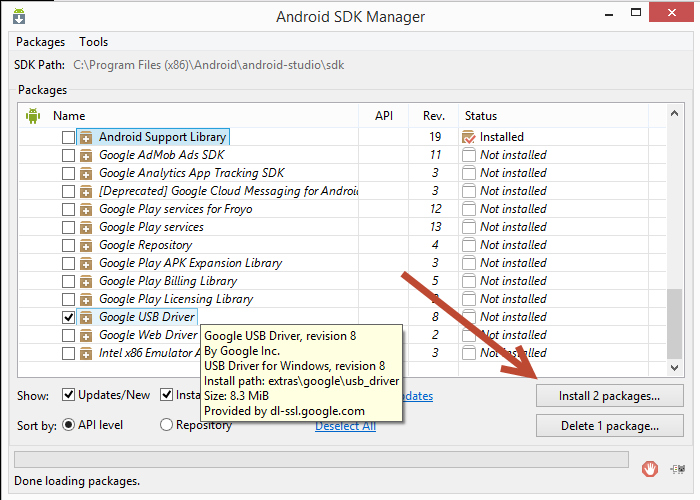 Android SDK Manager
Packages Tools
SDK Path: C:\Program Files (x86)\Android\android-studio\sdk
Packages
Name API Rev. Status
Android Support Library 19 Installed
Google AdMob Ads SDK 11 Not installed
Google Analytics App Tracking SDK 3 Not installed
[Deprecated] Google Cloud Messaging for Android 3 Not installed
Google Play services for Froyo 12 Not installed
Google Play services 13 Not installed
Google Repository 4 Not installed
Google Play APK Expansion Library 3 Not installed
Google Play Billing Library 5 Not installed
Google Play Licensing Library Not installed
Google USB Driver 8 Not installed
Google Web Driver 2 Not installed
Intel x86 Emulator A 3 Not installed
Google USB Driver, revision 8
By Google Inc.
USB Driver for Windows, revision 8
Install path: extras\google\usb_driver
Size: 8.3 MiB
Provided by dl-ssl.google.com
Show: Updates/New Insta pdates Install 2 packages...
Sort by: API level Repository Deselect All Delete 1 package...
Done loading packages.